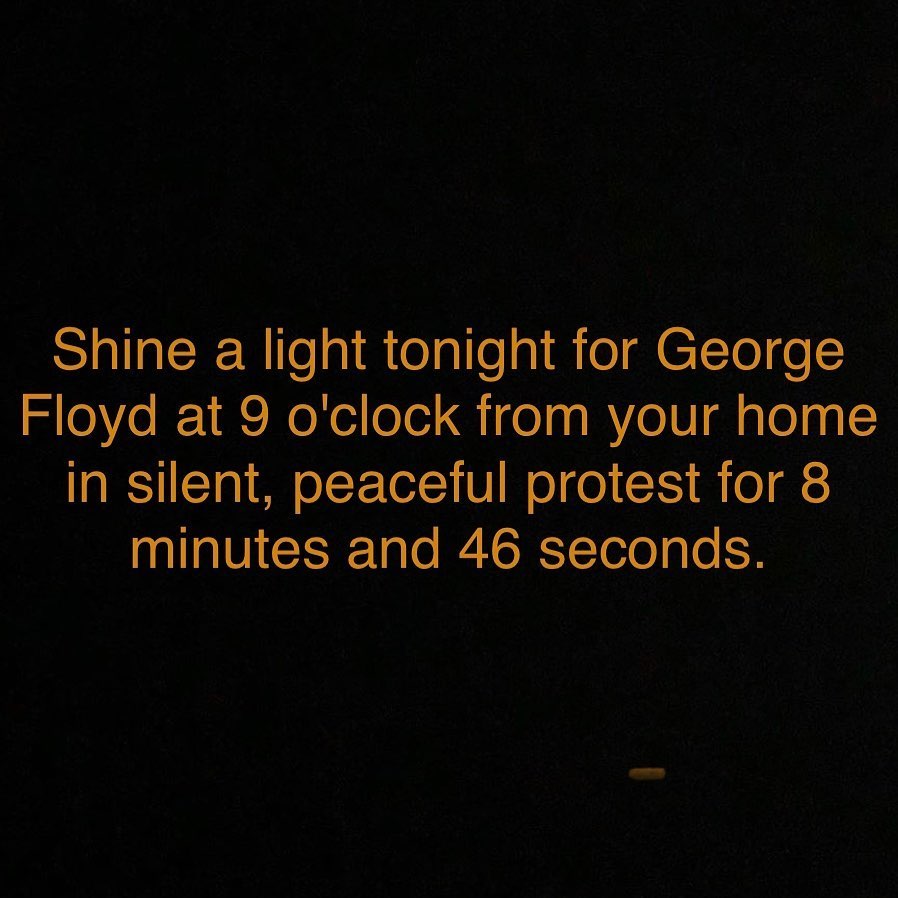 Shine a light tonight for George
Floyd at 9 o'clock from your home
in silent, peaceful protest for 8
minutes and 46 seconds.